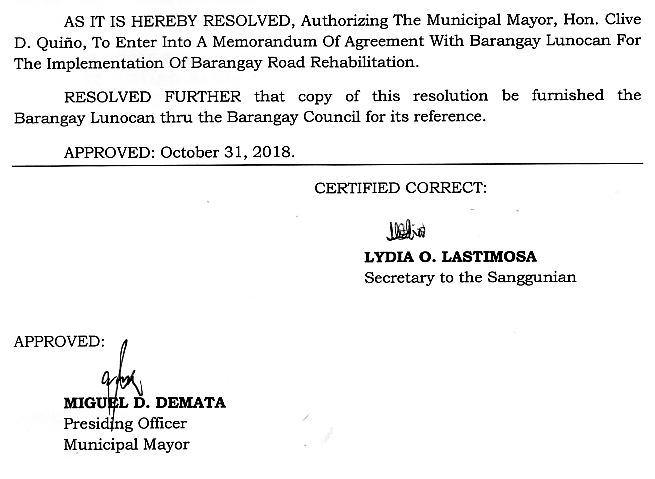 AS IT IS HEREBY RESOLVED, Authorizing The Municipal Mayor, Hon. Clive
D. Quiño, To Enter Into A Memorandum Of Agreement With Barangay Lunocan For
The Implementation Of Barangay Road Rehabilitation.
RESOLVED FURTHER that copy of this resolution be furnished the
Barangay Lunocan thru the Barangay Council for its reference.
APPROVED: October 31, 2018.
CERTIFIED CORRECT:
LYDIA O. LASTIMOSA
Secretary to the Sanggunian
APPROVED:
MIGUEL D. DEMATA
Presiding Officer
Municipal Mayor